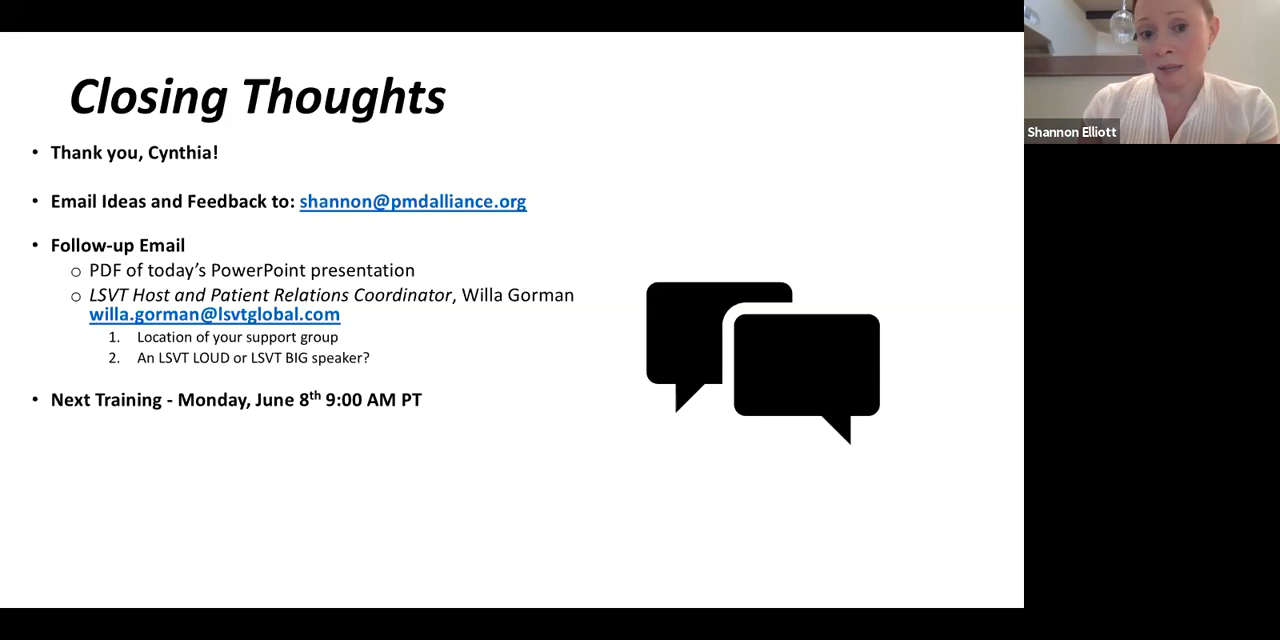 Closing Thoughts
• Thank you, Cynthia!
• Email Ideas and Feedback to: shannon@pmdalliance.org
• Follow-up Email
o PDF of today’s PowerPoint presentation
o LSVT Host and Patient Relations Coordinator, Willa Gorman
willa.gorman@lsvtglobal.com
1. Location of your support group
2. An LSVT LOUD or LSVT BIG speaker?
• Next Training - Monday, June 8th 9:00 AM PT
Shannon Elliott